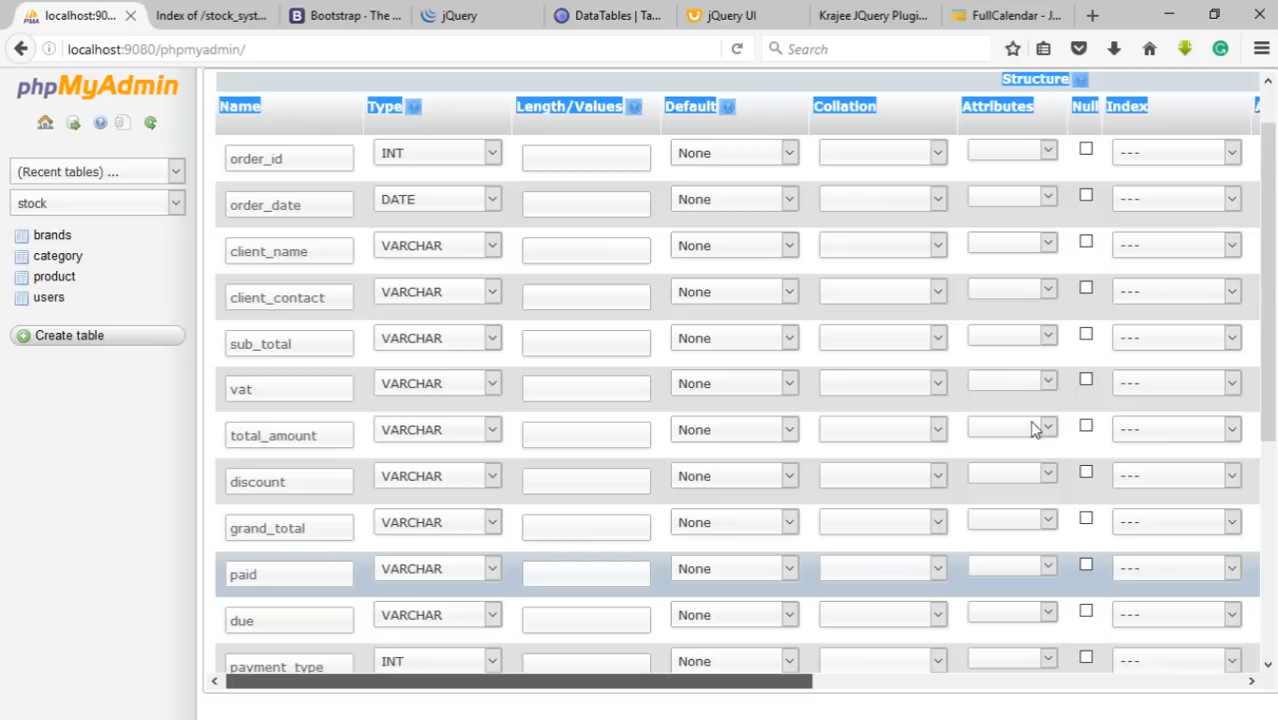 localhost:90...
Index of /stock_syst...
Bootstrap · The ...
jQuery
DataTables | Ta...
jQuery UI
Krajee JQuery Plugin...
FullCalendar - J...
localhost:9080/phpmyadmin/
Search
phpMyAdmin
(Recent tables) ...
stock
brands
category
product
users
Create table
Structure
Name Type Length/Values Default Collation Attributes Null Index A
order_id INT None ---
order_date DATE None ---
client_name VARCHAR None ---
client_contact VARCHAR None ---
sub_total VARCHAR None ---
vat VARCHAR None ---
total_amount VARCHAR None ---
discount VARCHAR None ---
grand_total VARCHAR None ---
paid VARCHAR None ---
due VARCHAR None ---
payment_type INT None ---